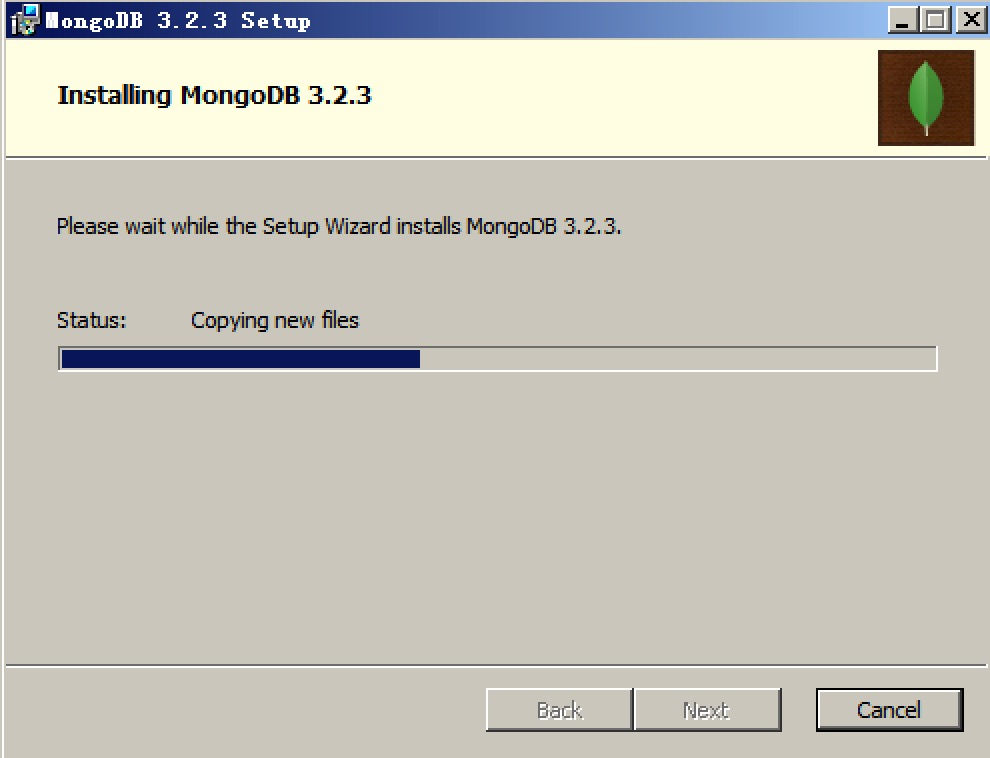 MongoDB 3.2.3 Setup
Installing MongoDB 3.2.3
Please wait while the Setup Wizard installs MongoDB 3.2.3.
Status: Copying new files
Back Next Cancel